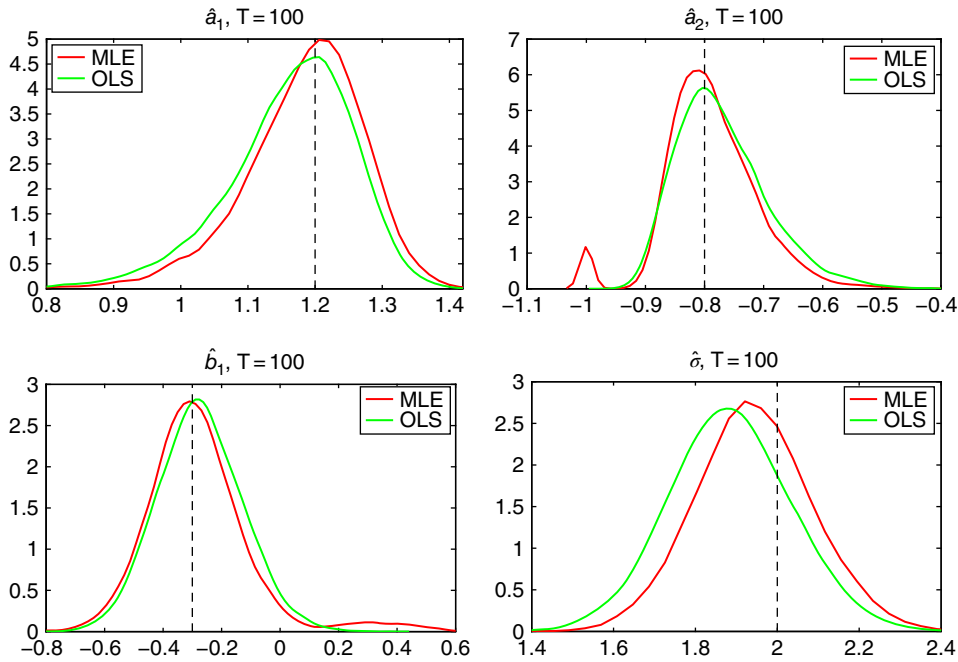 â₁, T = 100
5
4.5
4
3.5
3
2.5
2
1.5
1
0.5
0
0.8 0.9 1 1.1 1.2 1.3 1.4
MLE
OLS
â₂, T = 100
7
6
5
4
3
2
1
0
−1.1 −1 −0.9 −0.8 −0.7 −0.6 −0.5 −0.4
MLE
OLS
b̂₁, T = 100
3
2.5
2
1.5
1
0.5
0
−0.8 −0.6 −0.4 −0.2 0 0.2 0.4 0.6
MLE
OLS
σ̂, T = 100
3
2.5
2
1.5
1
0.5
0
1.4 1.6 1.8 2 2.2 2.4
MLE
OLS